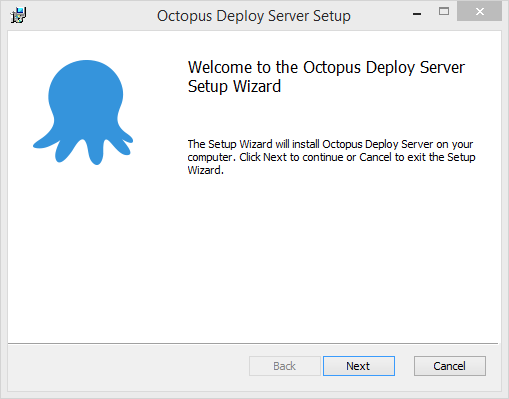 Octopus Deploy Server Setup
Welcome to the Octopus Deploy Server
Setup Wizard
The Setup Wizard will install Octopus Deploy Server on your
computer. Click Next to continue or Cancel to exit the Setup
Wizard.
Back
Next
Cancel